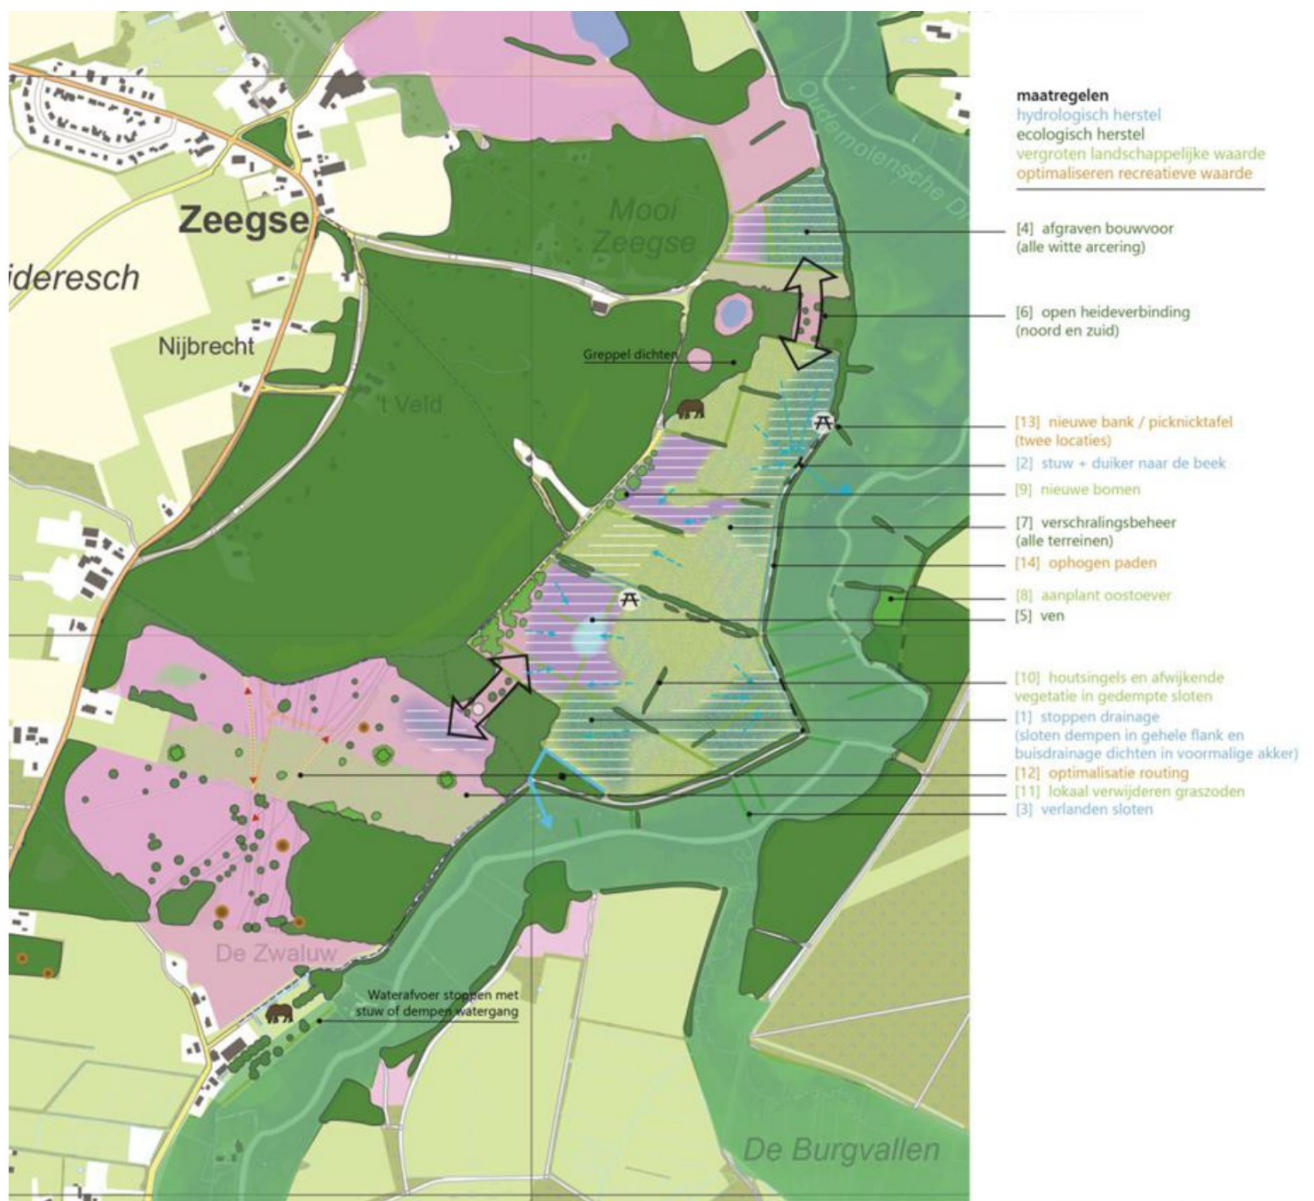 maatregelen
hydrologisch herstel
ecologisch herstel
vergroten landschappelijke waarde
optimaliseren recreatieve waarde
[4] afgraven bouwvoor
(alle witte arcering)
[6] open heideverbinding
(noord en zuid)
[13] nieuwe bank / picknicktafel
(twee locaties)
[2] stuw + duiker naar de beek
[9] nieuwe bomen
[7] verschralingsbeheer
(alle terreinen)
[14] ophogen paden
[8] aanplant oostoever
[5] ven
[10] houtsingels en afwijkende
vegetatie in gedempte sloten
[1] stoppen drainage
(sloten dempen in gehele flank en
buisdrainage dichten in voormalige akker)
[12] optimalisatie routing
[11] lokaal verwijderen graszoden
[3] verlanden sloten
Oudemolensche Di
Mooi
Zeegse
Zeegse
ideresch
Nijbrecht
Greppel dichten
't Veld
De Zwaluw
Waterafvoer stoppen met
stuw of dempen watergang
De Burgvallen